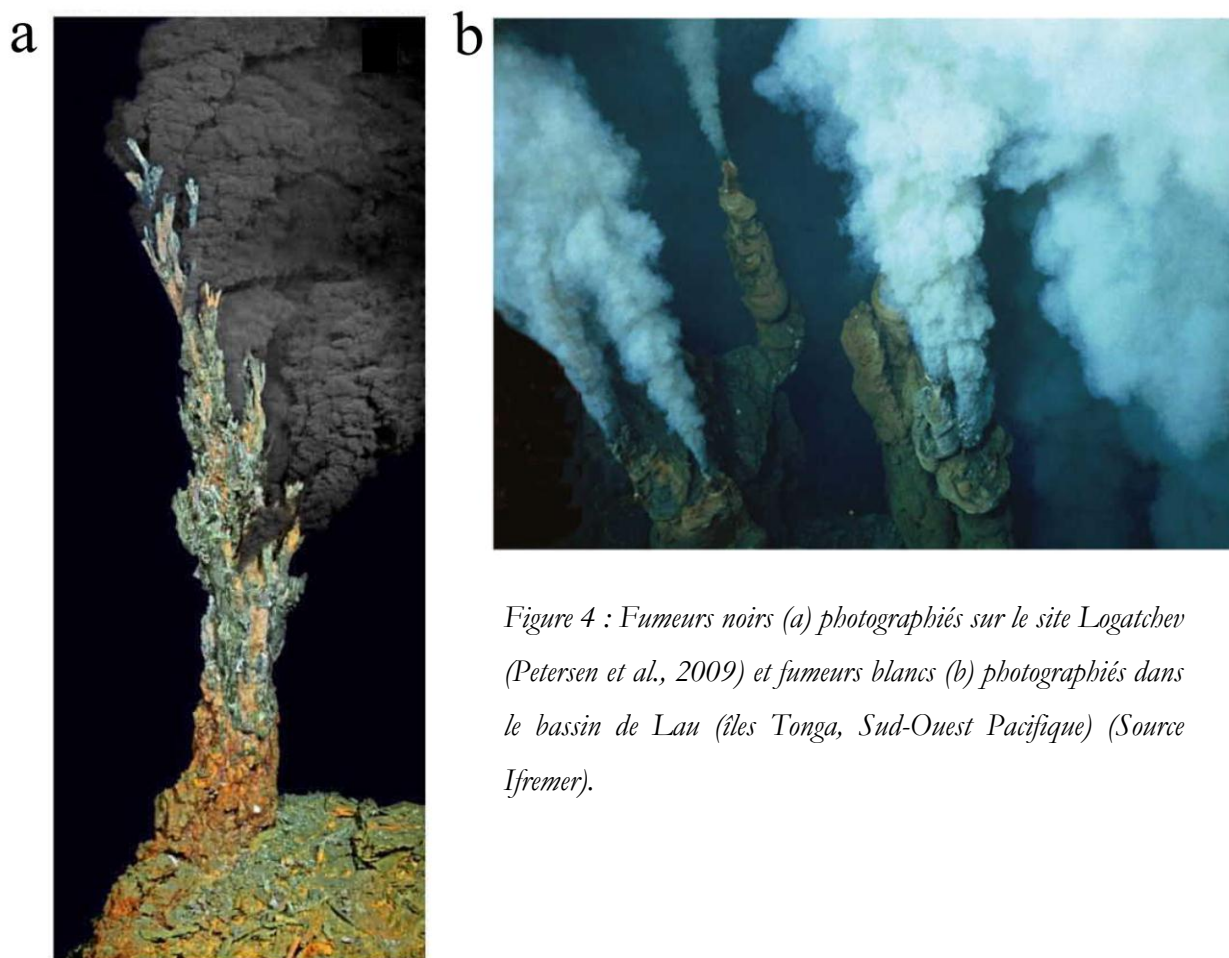 a
b
Figure 4 : Fumeurs noirs (a) photographiés sur le site Logatchev
(Petersen et al., 2009) et fumeurs blancs (b) photographiés dans
le bassin de Lau (îles Tonga, Sud-Ouest Pacifique) (Source
Ifremer).